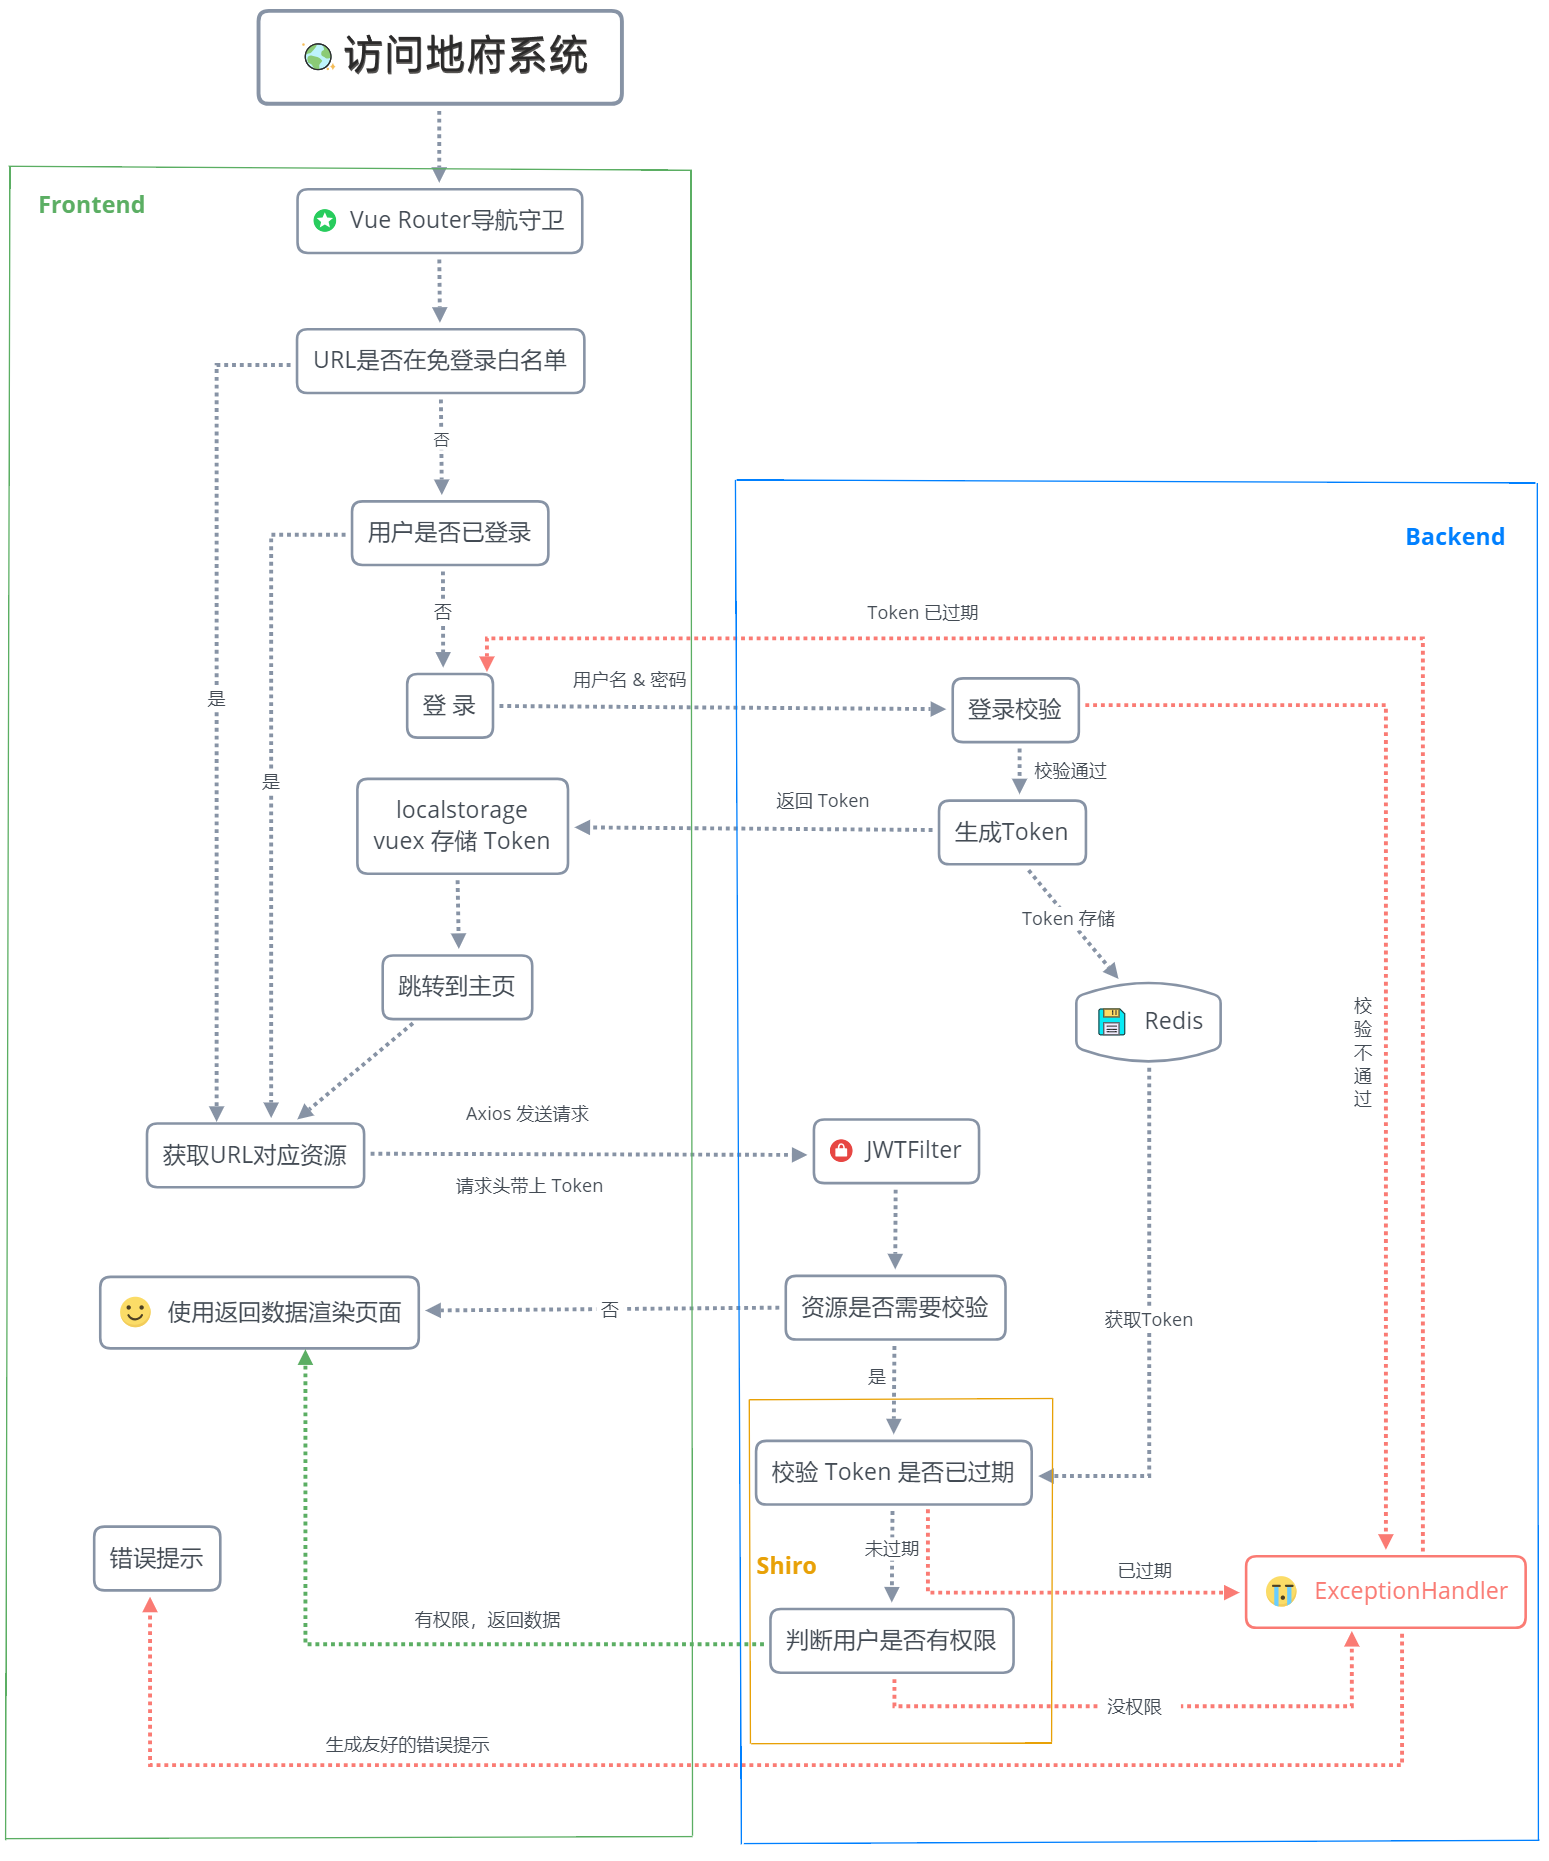 访问地府系统
Frontend
Vue Router导航守卫
URL是否在免登录白名单
否
用户是否已登录
Backend
否
Token 已过期
用户名 & 密码
登 录
登录校验
是
校验通过
是
返回 Token
localstorage
vuex 存储 Token
生成Token
Token 存储
跳转到主页
Redis
校
验
不
通
过
Axios 发送请求
获取URL对应资源
JWTFilter
请求头带上 Token
使用返回数据渲染页面
否
资源是否需要校验
获取Token
是
校验 Token 是否已过期
未过期
错误提示
Shiro
已过期
ExceptionHandler
有权限，返回数据
判断用户是否有权限
没权限
生成友好的错误提示